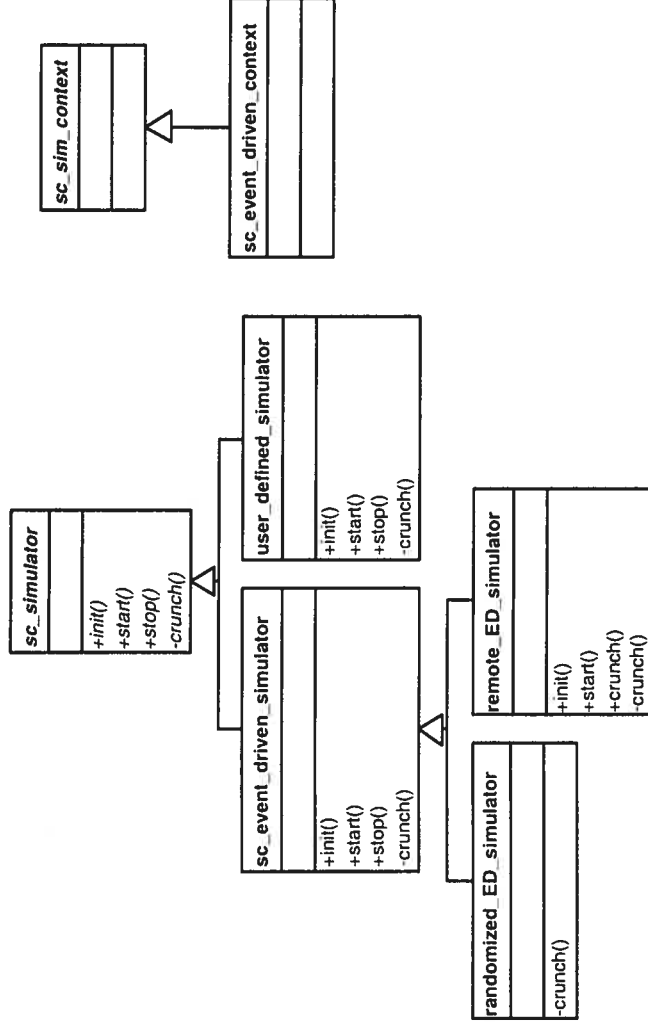 sc_simulator
+init()
+start()
+stop()
-crunch()
sc_sim_context
sc_event_driven_simulator
+init()
+start()
+stop()
-crunch()
user_defined_simulator
+init()
+start()
+stop()
-crunch()
sc_event_driven_context
randomized_ED_simulator
-crunch()
remote_ED_simulator
+init()
+start()
+crunch()
-crunch()